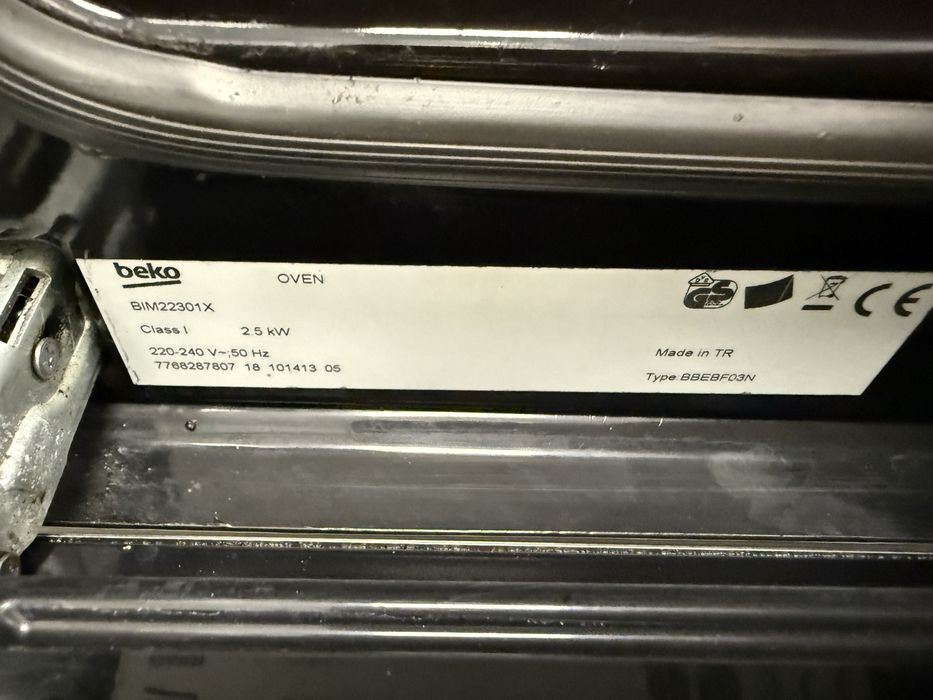 beko
OVEN
BIM22301X
Class I 2.5 kW
220-240 V~;50 Hz
7768287807 18 101413 05
GS
CE
Made in TR
Type BBEBF03N